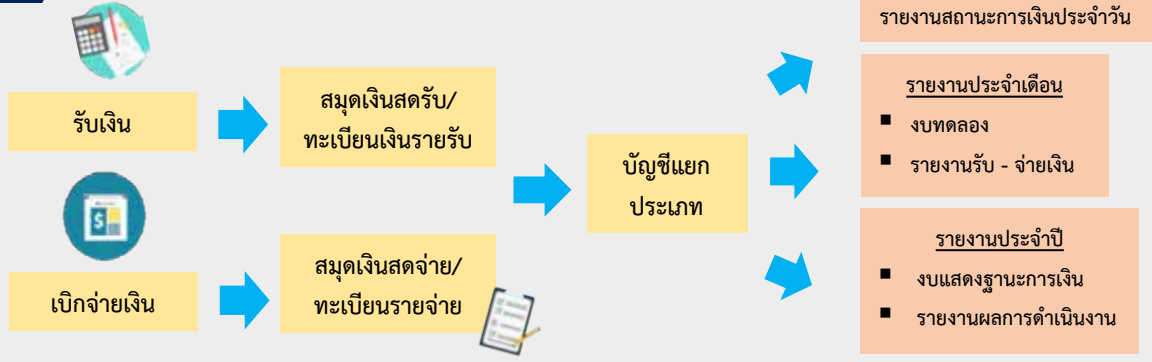 รายงานสถานะการเงินประจำวัน
รับเงิน
สมุดเงินสดรับ/
ทะเบียนเงินรายรับ
เบิกจ่ายเงิน
สมุดเงินสดจ่าย/
ทะเบียนรายจ่าย
บัญชีแยก
ประเภท
รายงานประจำเดือน
▪ งบทดลอง
▪ รายงานรับ - จ่ายเงิน
รายงานประจำปี
▪ งบแสดงฐานะการเงิน
▪ รายงานผลการดำเนินงาน